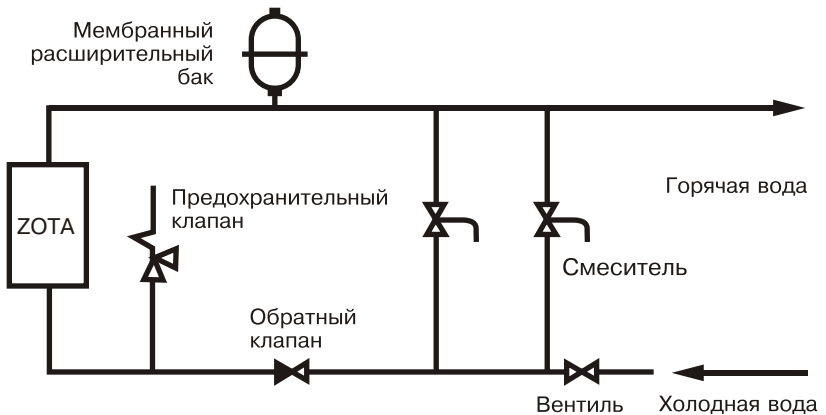 Мембранный
расширительный
бак
ZOTA
Предохранительный
клапан
Горячая вода
Смеситель
Обратный
клапан
Вентиль
Холодная вода